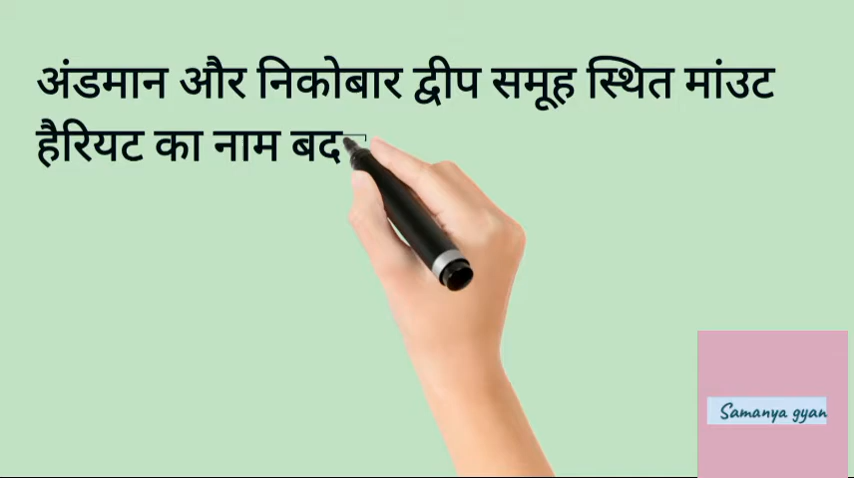 अंडमान और निकोबार द्वीप समूह स्थित मांउट
हैरियट का नाम बद
Samanya gyan